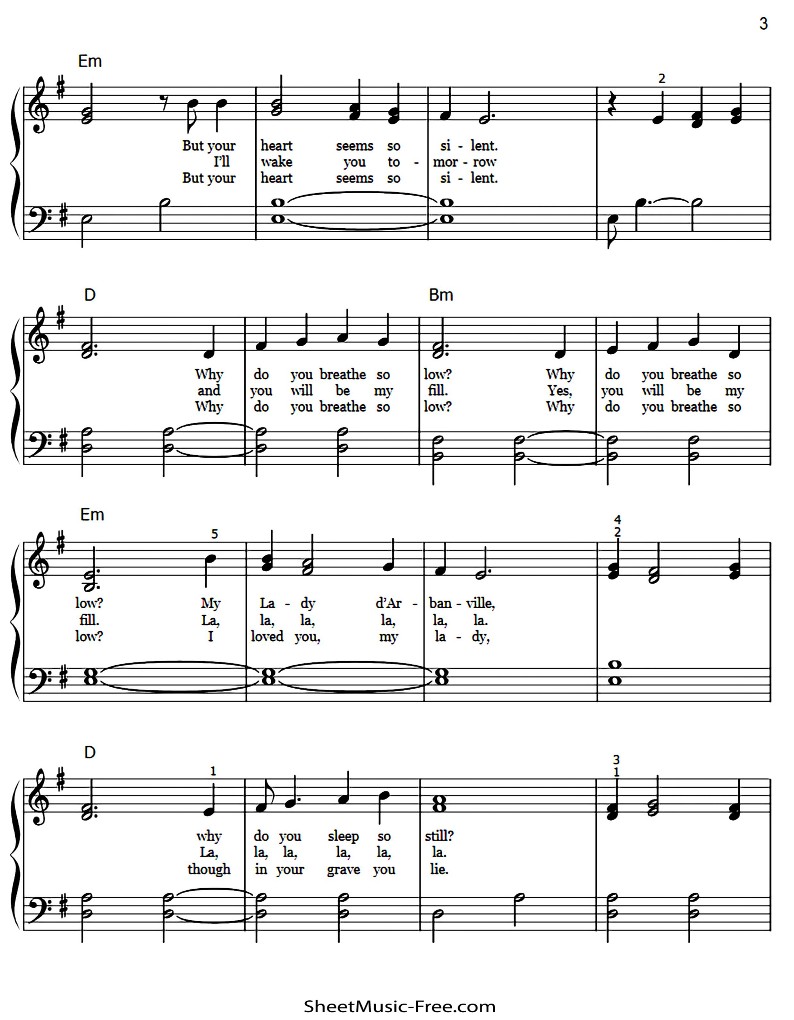 3
Em
2
But your heart seems so si - lent.
I'll wake you to - mor - row
But your heart seems so si - lent.
D Bm
Why do you breathe so low? Why do you breathe so
and you will be my fill. Yes, you will be my
Why do you breathe so low? Why do you breathe so
Em
5 4
2
low? My La - dy d'Ar - ban - ville,
fill. La, la, la, la, la, la.
low? I loved you, my la - dy,
D
1 3
1
why do you sleep so still?
La, la, la, la, la, la.
though in your grave you lie.
SheetMusic-Free.com